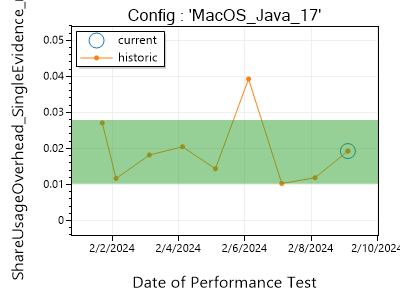 Config : 'MacOS_Java_17'
current
historic
ShareUsageOverhead_SingleEvidence_
0.05
0.04
0.03
0.02
0.01
0
2/2/2024
2/4/2024
2/6/2024
2/8/2024
2/10/2024
Date of Performance Test